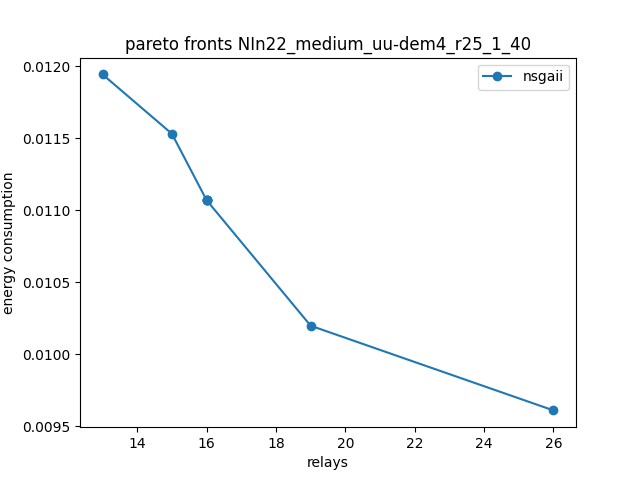 pareto fronts NIn22_medium_uu-dem4_r25_1_40
nsgaii
energy consumption
0.0120
0.0115
0.0110
0.0105
0.0100
0.0095
14 16 18 20 22 24 26
relays